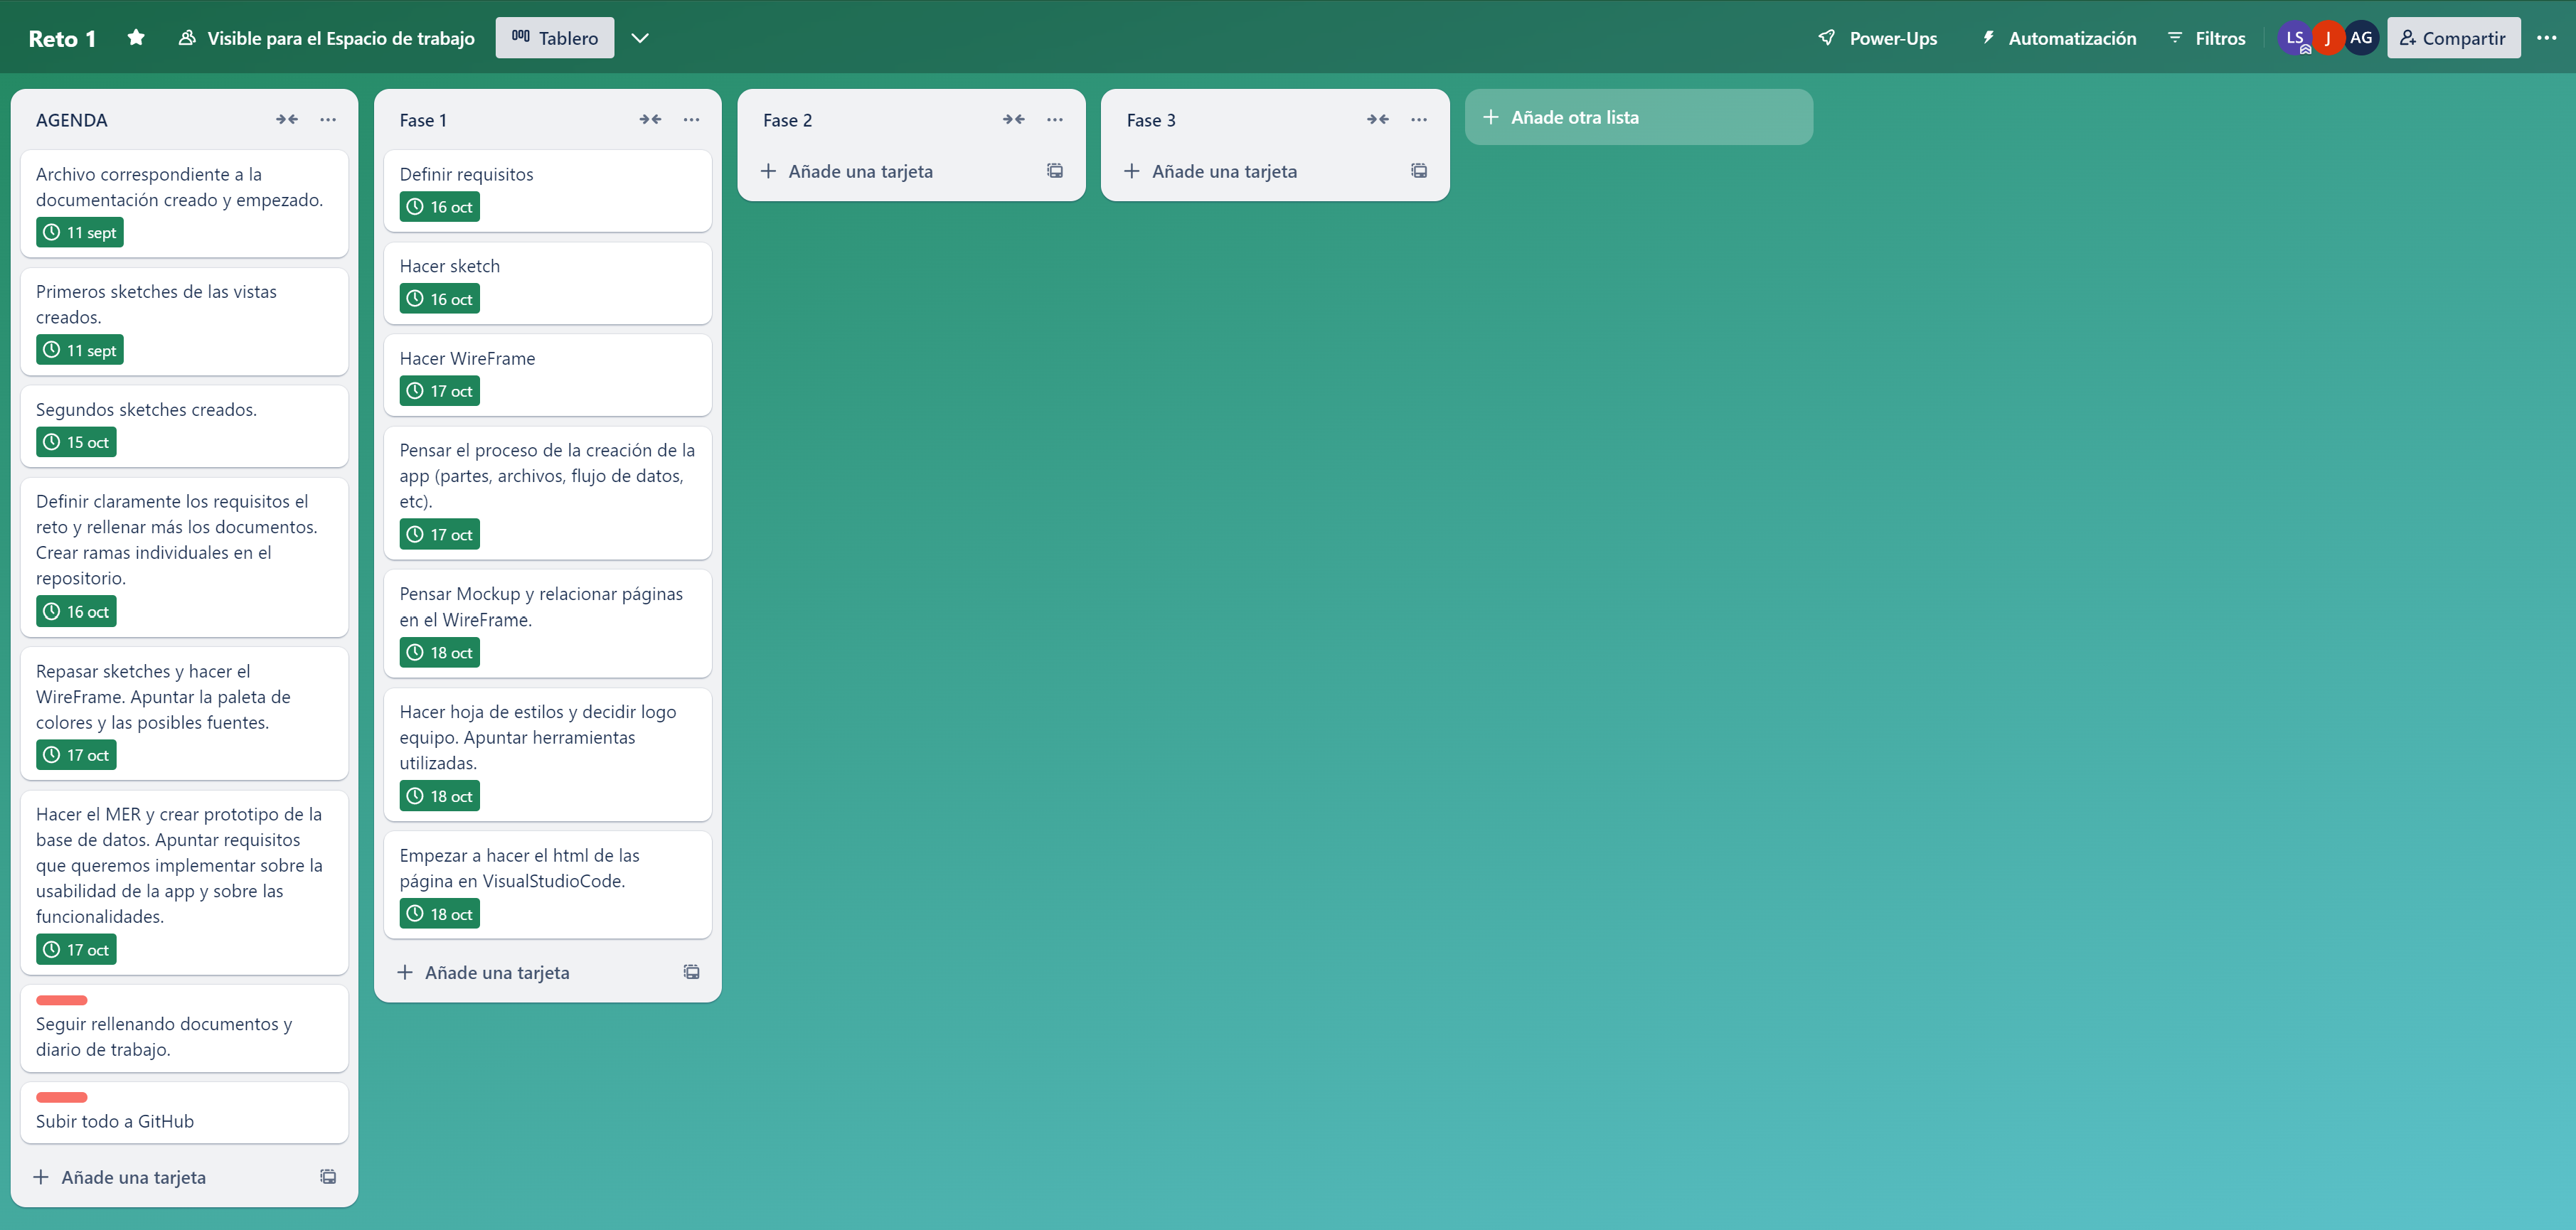 Reto 1
Visible para el Espacio de trabajo
Tablero
Power-Ups
Automatización
Filtros
LS
J
AG
Compartir
AGENDA
Archivo correspondiente a la
documentación creado y empezado.
11 sept
Primeros sketches de las vistas
creados.
11 sept
Segundos sketches creados.
15 oct
Definir claramente los requisitos el
reto y rellenar más los documentos.
Crear ramas individuales en el
repositorio.
16 oct
Repasar sketches y hacer el
WireFrame. Apuntar la paleta de
colores y las posibles fuentes.
17 oct
Hacer el MER y crear prototipo de la
base de datos. Apuntar requisitos
que queremos implementar sobre la
usabilidad de la app y sobre las
funcionalidades.
17 oct
Seguir rellenando documentos y
diario de trabajo.
Subir todo a GitHub
Añade una tarjeta
Fase 1
Definir requisitos
16 oct
Hacer sketch
16 oct
Hacer WireFrame
17 oct
Pensar el proceso de la creación de la
app (partes, archivos, flujo de datos,
etc).
17 oct
Pensar Mockup y relacionar páginas
en el WireFrame.
18 oct
Hacer hoja de estilos y decidir logo
equipo. Apuntar herramientas
utilizadas.
18 oct
Empezar a hacer el html de las
página en VisualStudioCode.
18 oct
Añade una tarjeta
Fase 2
Añade una tarjeta
Fase 3
Añade una tarjeta
Añade otra lista